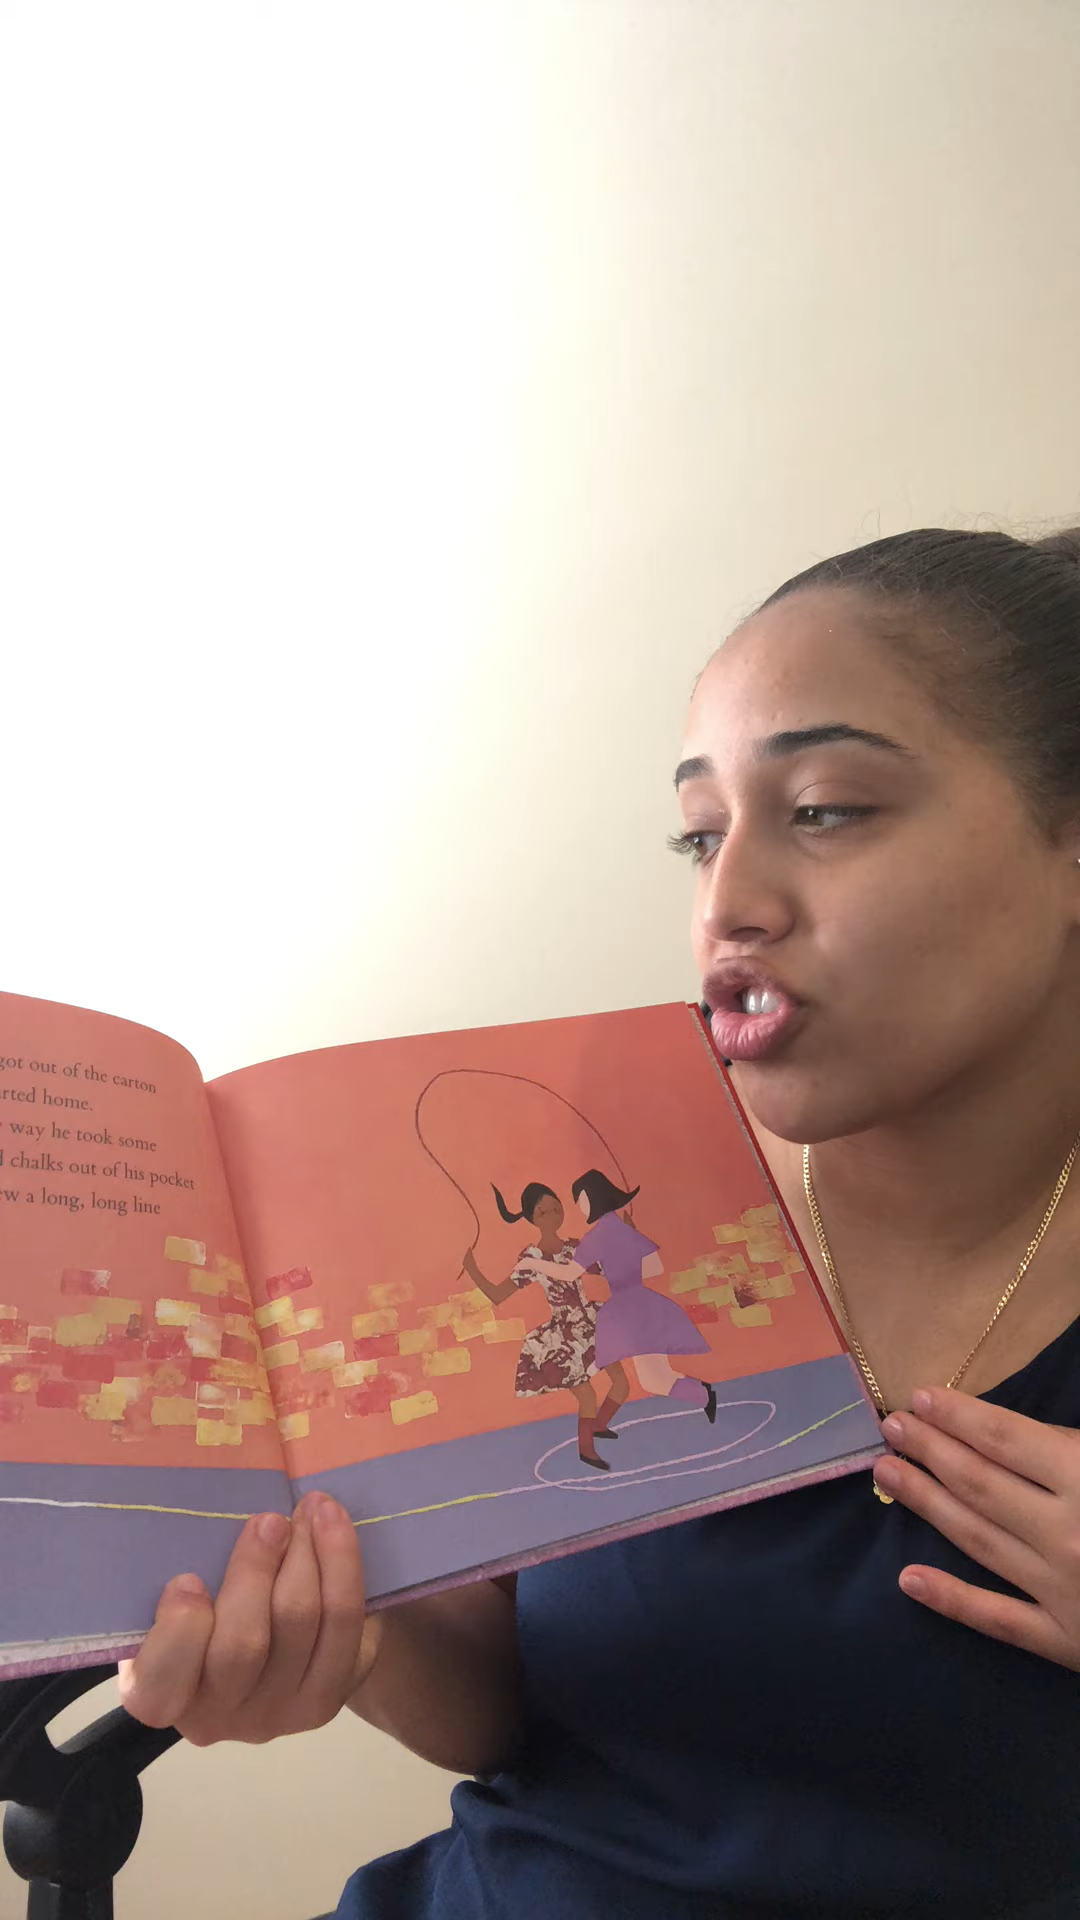 got out of the carton
rted home.
way he took some
chalks out of his pocket
ew a long, long line